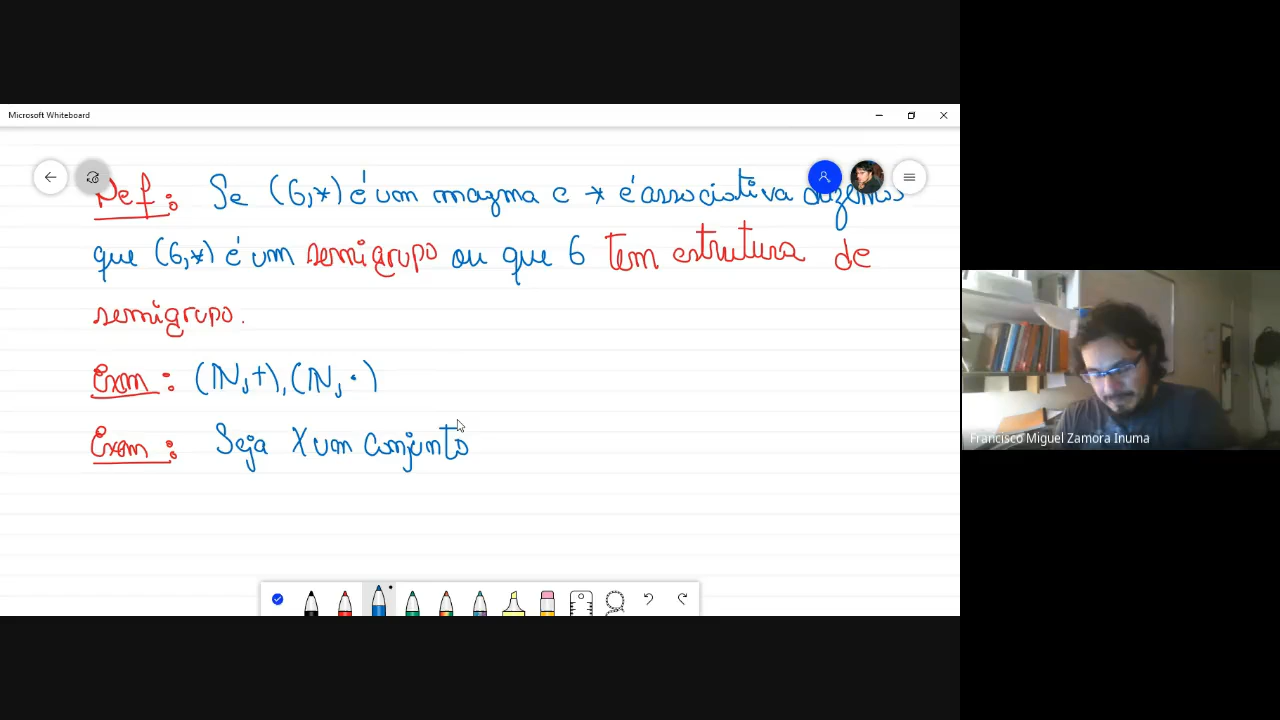 Microsoft Whiteboard
Def: Se (G,*) é um magma e * é associativa dizemos
que (G,*) é um semigrupo ou que G tem estrutura de
semigrupo.
Exem: (ℕ,+), (ℕ,·)
Exem: Seja X um conjunto
Francisco Miguel Zamora Inuma